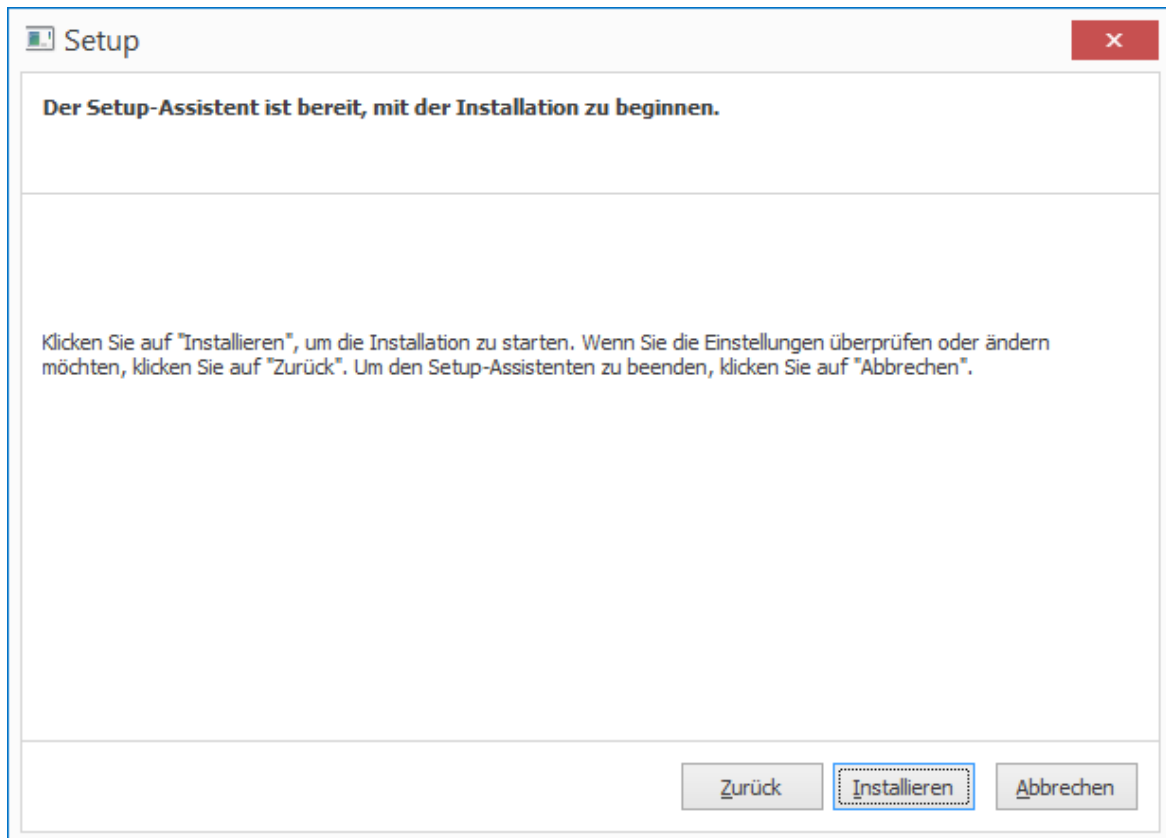 Setup
Der Setup-Assistent ist bereit, mit der Installation zu beginnen.
Klicken Sie auf "Installieren", um die Installation zu starten. Wenn Sie die Einstellungen überprüfen oder ändern
möchten, klicken Sie auf "Zurück". Um den Setup-Assistenten zu beenden, klicken Sie auf "Abbrechen".
Zurück Installieren Abbrechen